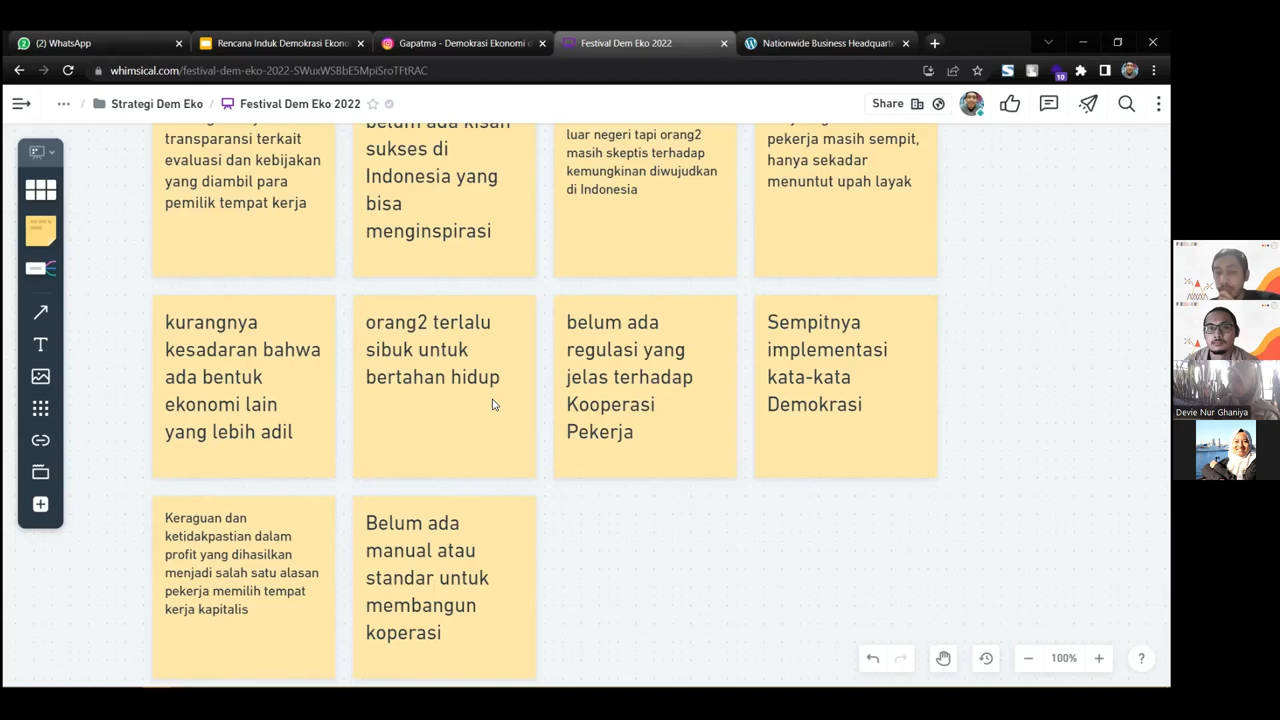 (2) WhatsApp
Rencana Induk Demokrasi Ekono
Gapatma - Demokrasi Ekonomi d
Festival Dem Eko 2022
Nationwide Business Headquarte
whimsical.com/festival-dem-eko-2022-SWuxWSBbE5MpiSroTFtRAC
10
Strategi Dem Eko
/
Festival Dem Eko 2022
Share
transparansi terkait
evaluasi dan kebijakan
yang diambil para
pemilik tempat kerja
belum ada kisah
sukses di
Indonesia yang
bisa
menginspirasi
luar negeri tapi orang2
masih skeptis terhadap
kemungkinan diwujudkan
di Indonesia
pekerja masih sempit,
hanya sekadar
menuntut upah layak
kurangnya
kesadaran bahwa
ada bentuk
ekonomi lain
yang lebih adil
orang2 terlalu
sibuk untuk
bertahan hidup
belum ada
regulasi yang
jelas terhadap
Kooperasi
Pekerja
Sempitnya
implementasi
kata-kata
Demokrasi
Keraguan dan
ketidakpastian dalam
profit yang dihasilkan
menjadi salah satu alasan
pekerja memilih tempat
kerja kapitalis
Belum ada
manual atau
standar untuk
membangun
koperasi
Devie Nur Ghaniya
100%